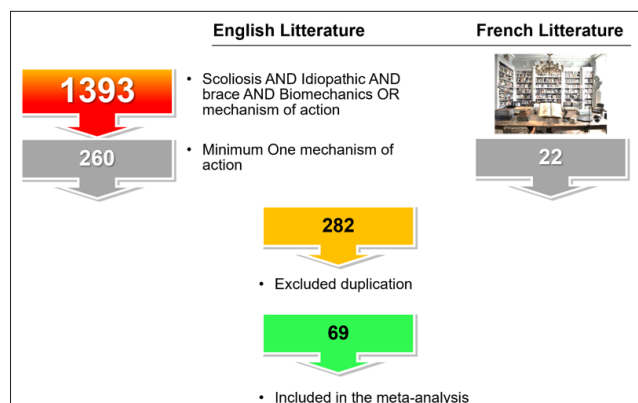 English Litterature
French Litterature
1393
• Scoliosis AND Idiopathic AND
brace AND Biomechanics OR
mechanism of action
260
• Minimum One mechanism of
action
22
282
• Excluded duplication
69
• Included in the meta-analysis